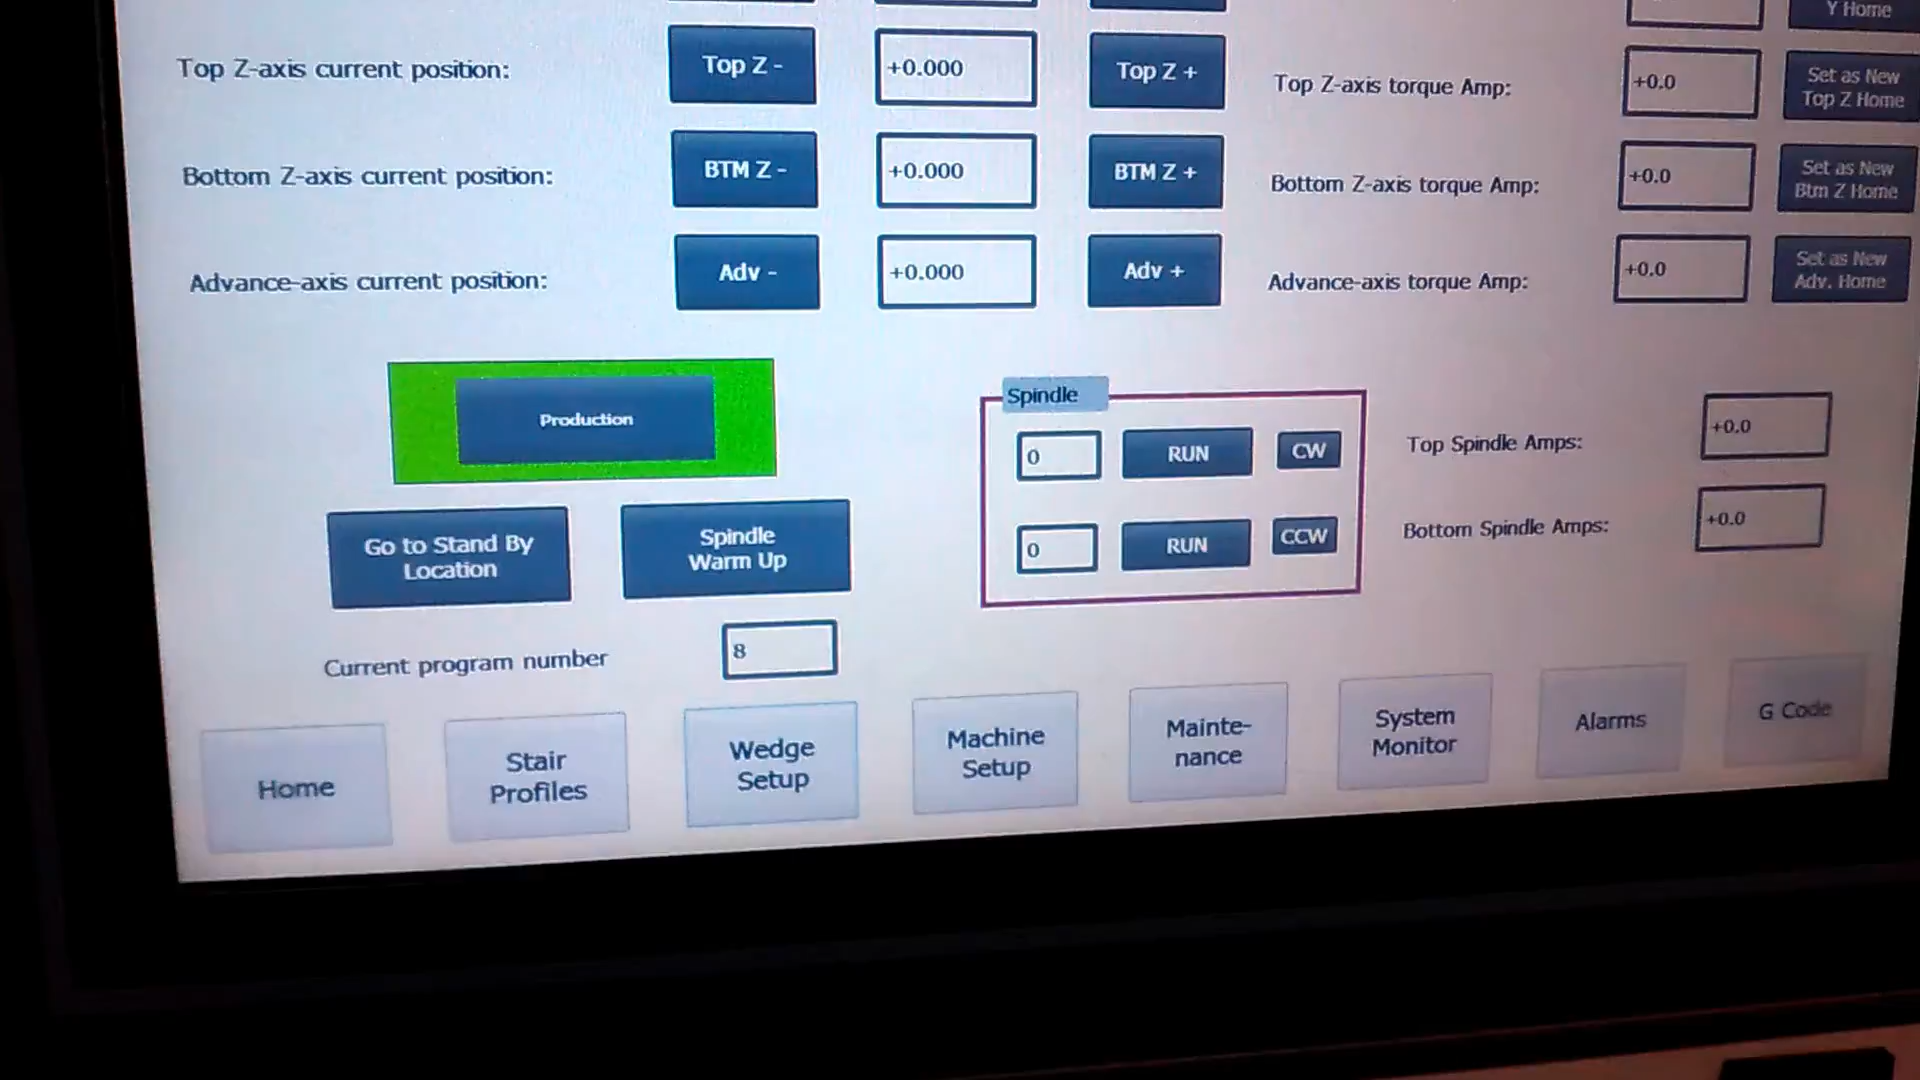 Y Home
Top Z-axis current position:
Top Z -
+0.000
Top Z +
Top Z-axis torque Amp:
+0.0
Set as New
Top Z Home
Bottom Z-axis current position:
BTM Z -
+0.000
BTM Z +
Bottom Z-axis torque Amp:
+0.0
Set as New
Btm Z Home
Advance-axis current position:
Adv -
+0.000
Adv +
Advance-axis torque Amp:
+0.0
Set as New
Adv. Home
Production
Spindle
0
RUN
CW
Top Spindle Amps:
+0.0
Go to Stand By
Location
Spindle
Warm Up
0
RUN
CCW
Bottom Spindle Amps:
+0.0
Current program number
8
Home
Stair
Profiles
Wedge
Setup
Machine
Setup
Mainte-
nance
System
Monitor
Alarms
G Code